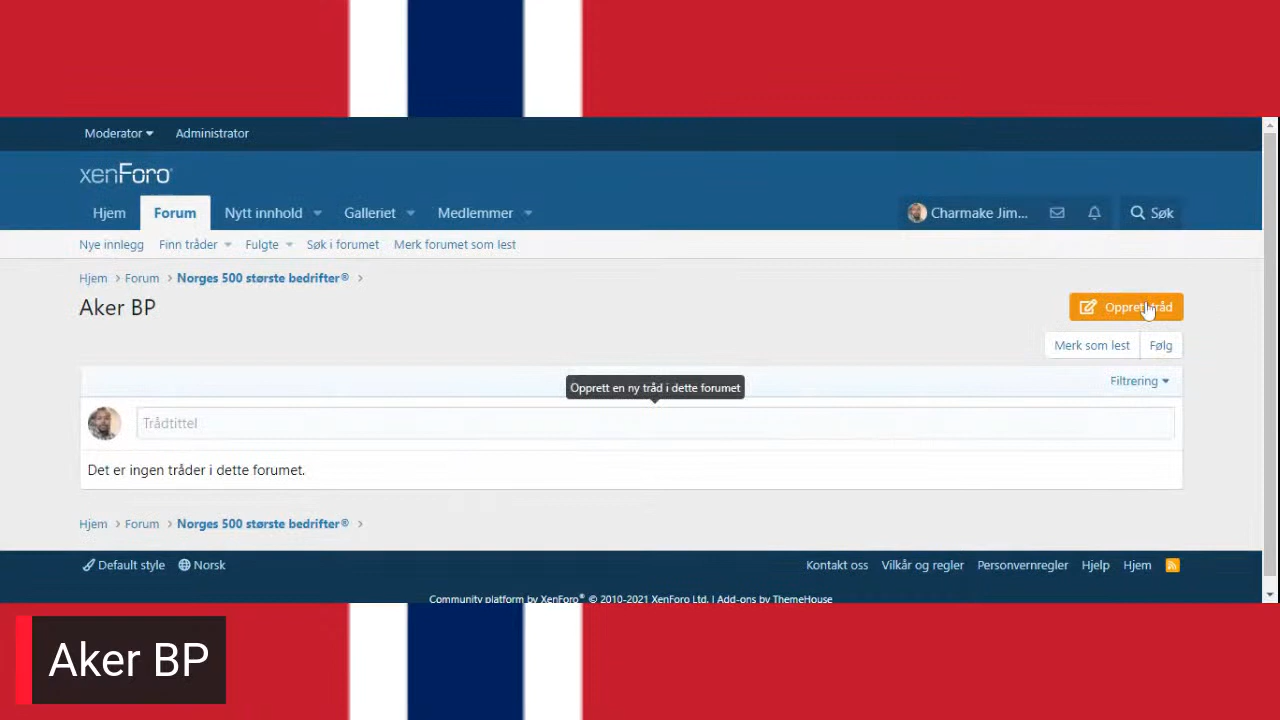 Moderator Administrator
xenForo
Hjem Forum Nytt innhold Galleriet Medlemmer Charmake Jim... Søk
Nye innlegg Finn tråder Fulgte Søk i forumet Merk forumet som lest
Hjem Forum Norges 500 største bedrifter®
Aker BP
Opprett tråd
Merk som lest Følg
Filtrering
Opprett en ny tråd i dette forumet
Trådtittel
Det er ingen tråder i dette forumet.
Hjem Forum Norges 500 største bedrifter®
Default style Norsk Kontakt oss Vilkår og regler Personvernregler Hjelp Hjem
Community platform by XenForo® © 2010-2021 XenForo Ltd. | Add-ons by ThemeHouse
Aker BP